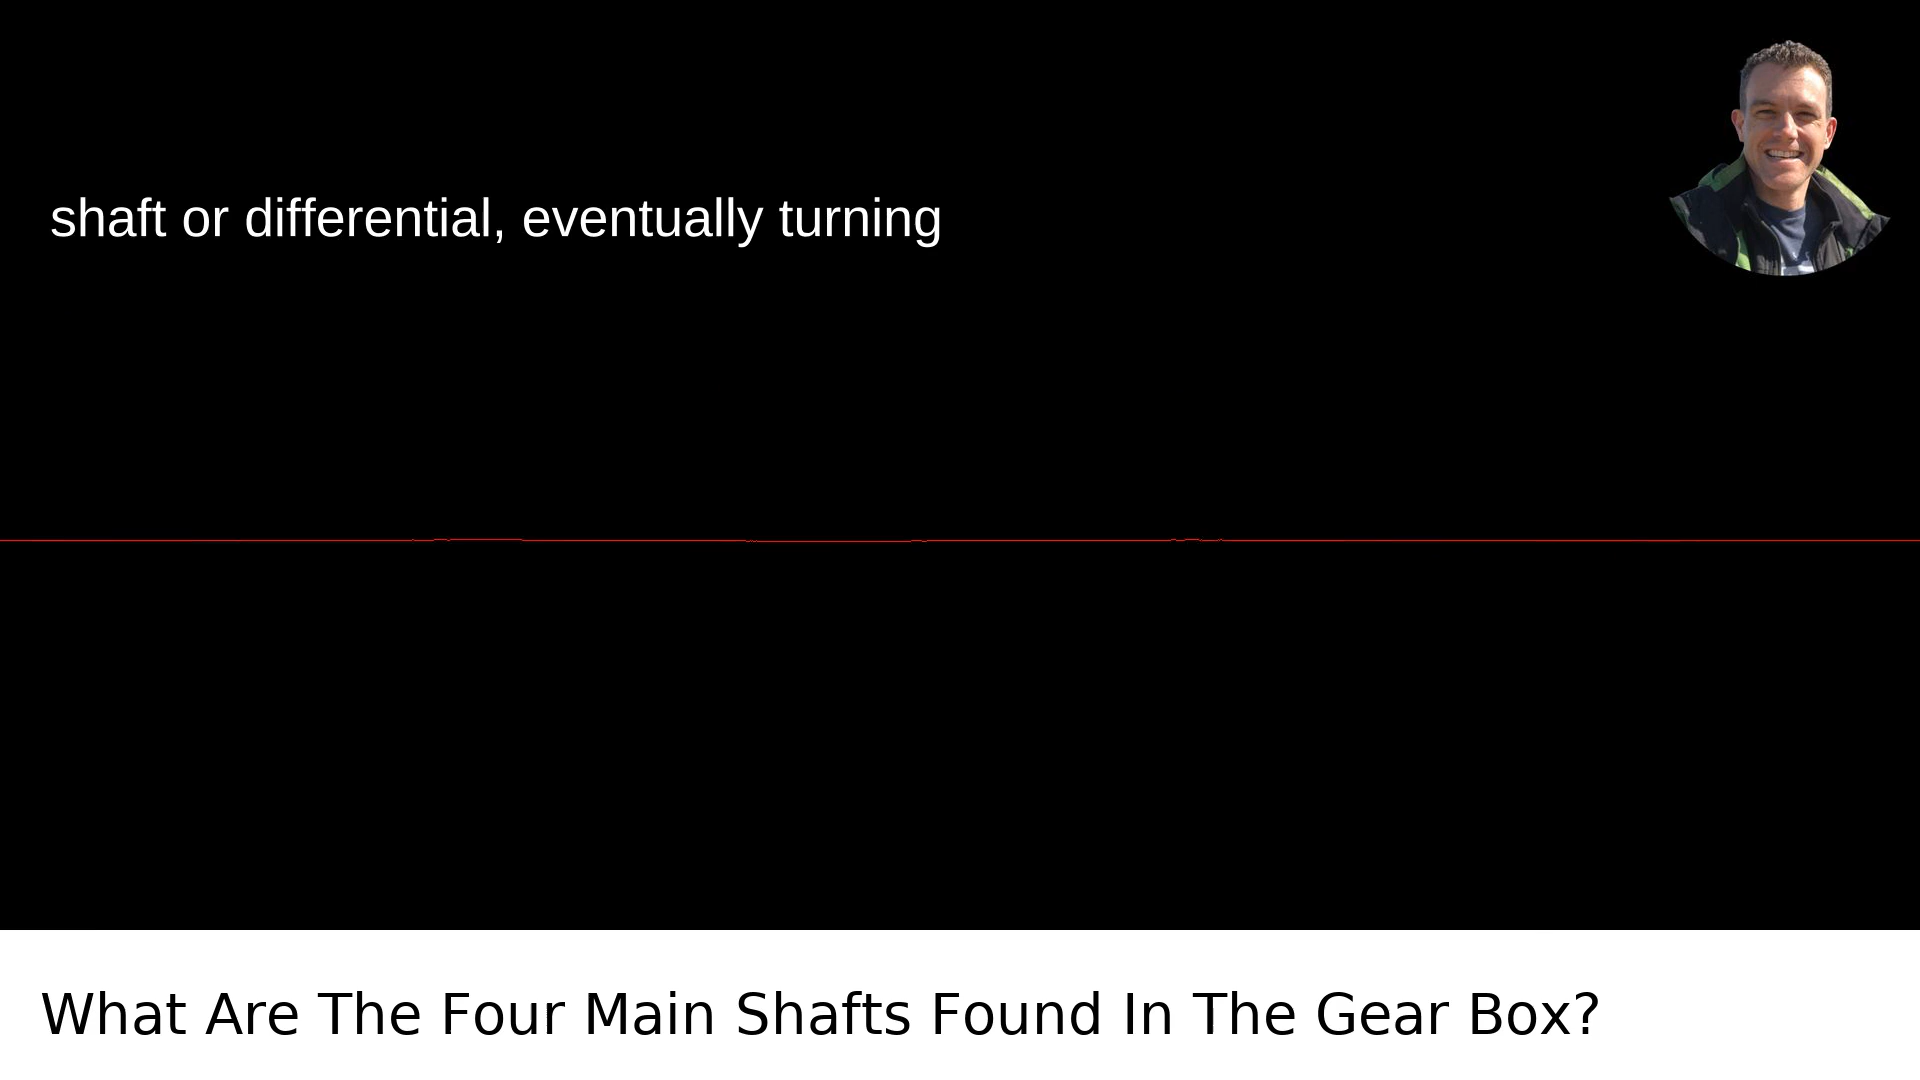 shaft or differential, eventually turning
What Are The Four Main Shafts Found In The Gear Box?